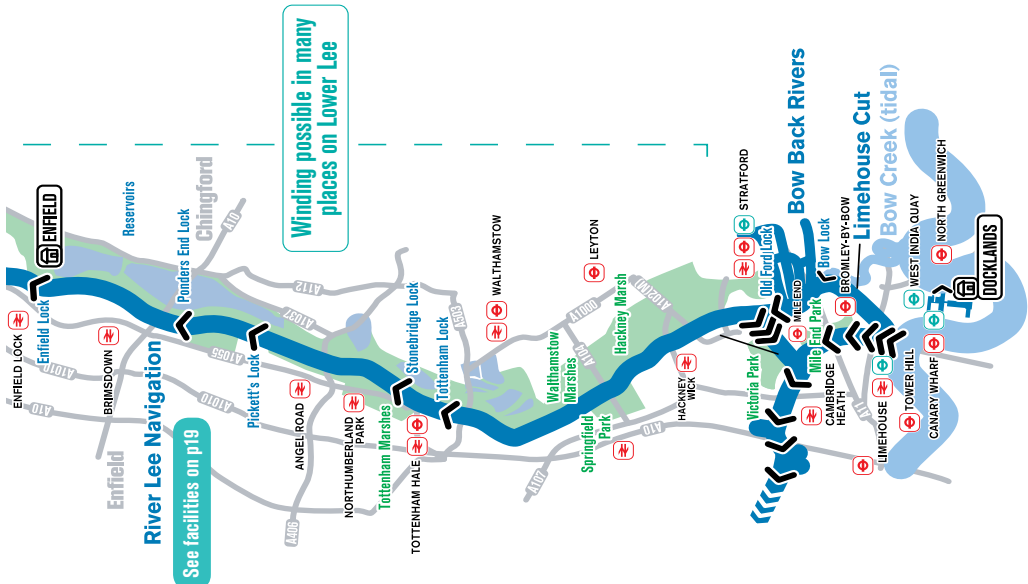 Winding possible in many
places on Lower Lee
ENFIELD
Reservoirs
Chingford
A10
Ponders End Lock
ENFIELD LOCK
Enfield Lock
BRIMSDOWN
A1010
A10
A1055
A1010
A1037
A112
Enfield
River Lee Navigation
See facilities on p19
Pickett's Lock
ANGEL ROAD
NORTHUMBERLAND
PARK
A406
Tottenham Marshes
TOTTENHAM HALE
Stonebridge Lock
Tottenham Lock
A503
WALTHAMSTOW
A107
Walthamstow
Marshes
Springfield
Park
LEYTON
A1006
A104
A10
Hackney Marsh
A102(M)
HACKNEY
WICK
STRATFORD
Old Ford Lock
Victoria Park
MILE END
Mile End Park
CAMBRIDGE
HEATH
Bow Back Rivers
Bow Lock
BROMLEY-BY-BOW
Limehouse Cut
Bow Creek (tidal)
LIMEHOUSE
TOWER HILL
CANARY WHARF
WEST INDIA QUAY
NORTH GREENWICH
DOCKLANDS